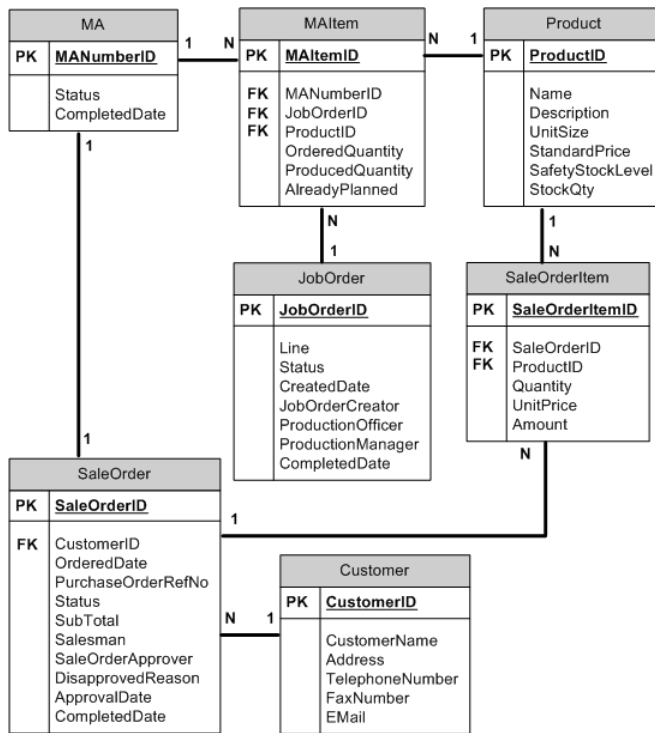 MA
PK MANumberID
Status
CompletedDate
1 N
MAItem
PK MAItemID
FK MANumberID
FK JobOrderID
FK ProductID
OrderedQuantity
ProducedQuantity
AlreadyPlanned
N 1
Product
PK ProductID
Name
Description
UnitSize
StandardPrice
SafetyStockLevel
StockQty
1
1
N
1
1
N
JobOrder
PK JobOrderID
Line
Status
CreatedDate
JobOrderCreator
ProductionOfficer
ProductionManager
CompletedDate
SaleOrderItem
PK SaleOrderItemID
FK SaleOrderID
FK ProductID
Quantity
UnitPrice
Amount
N
1
SaleOrder
PK SaleOrderID
FK CustomerID
OrderedDate
PurchaseOrderRefNo
Status
SubTotal
Salesman
SaleOrderApprover
DisapprovedReason
ApprovalDate
CompletedDate
N 1
Customer
PK CustomerID
CustomerName
Address
TelephoneNumber
FaxNumber
EMail